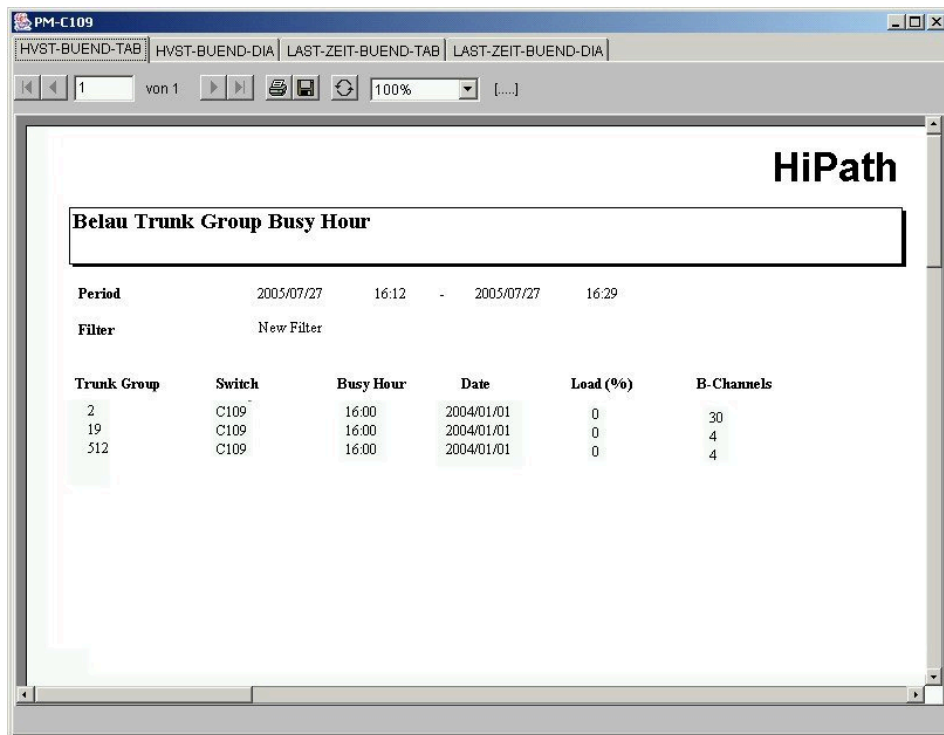 PM-C109
HVST-BUEND-TAB HVST-BUEND-DIA LAST-ZEIT-BUEND-TAB LAST-ZEIT-BUEND-DIA
1 von 1 100% [.....]
HiPath
Belau Trunk Group Busy Hour
Period 2005/07/27 16:12 - 2005/07/27 16:29
Filter New Filter
Trunk Group Switch Busy Hour Date Load (%) B-Channels
2 C109 16:00 2004/01/01 0 30
19 C109 16:00 2004/01/01 0 4
512 C109 16:00 2004/01/01 0 4